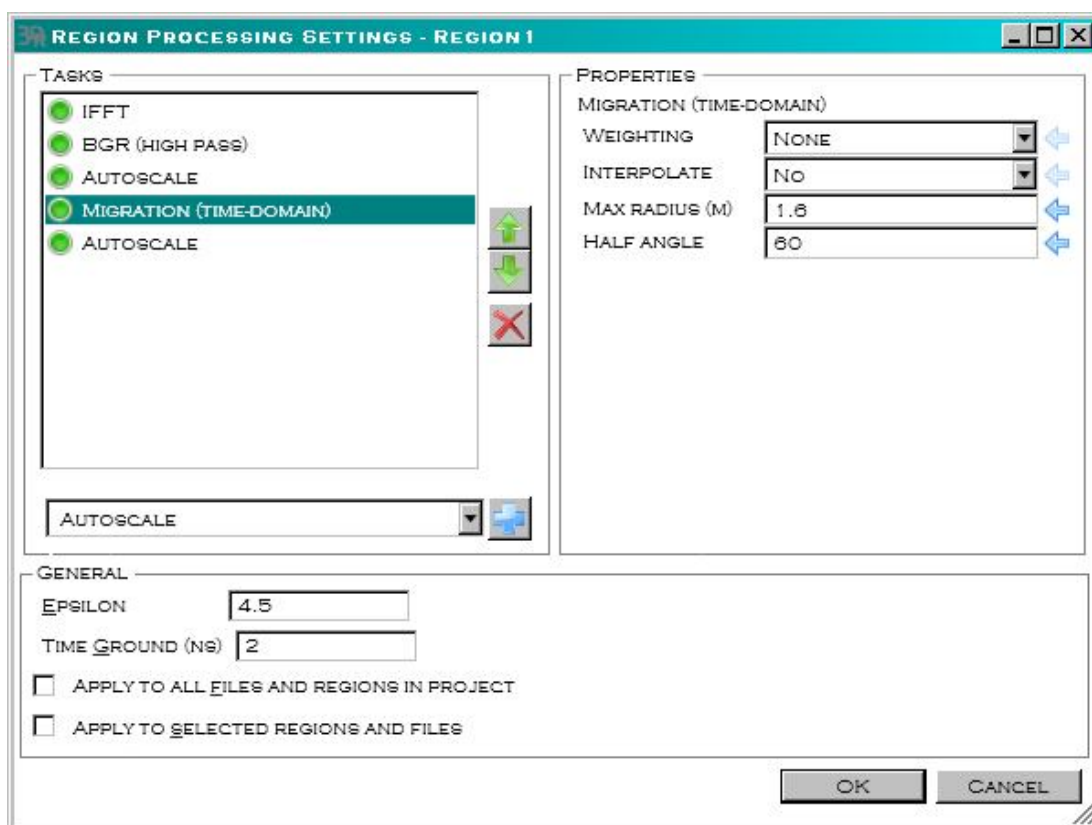 Region Processing Settings - Region 1
Tasks
IFFT
BGR (high pass)
Autoscale
Migration (time-domain)
Autoscale
Autoscale
Properties
Migration (time-domain)
Weighting None
Interpolate No
Max radius (m) 1.6
Half angle 60
General
Epsilon 4.5
Time Ground (ns) 2
Apply to all files and regions in project
Apply to selected regions and files
OK Cancel